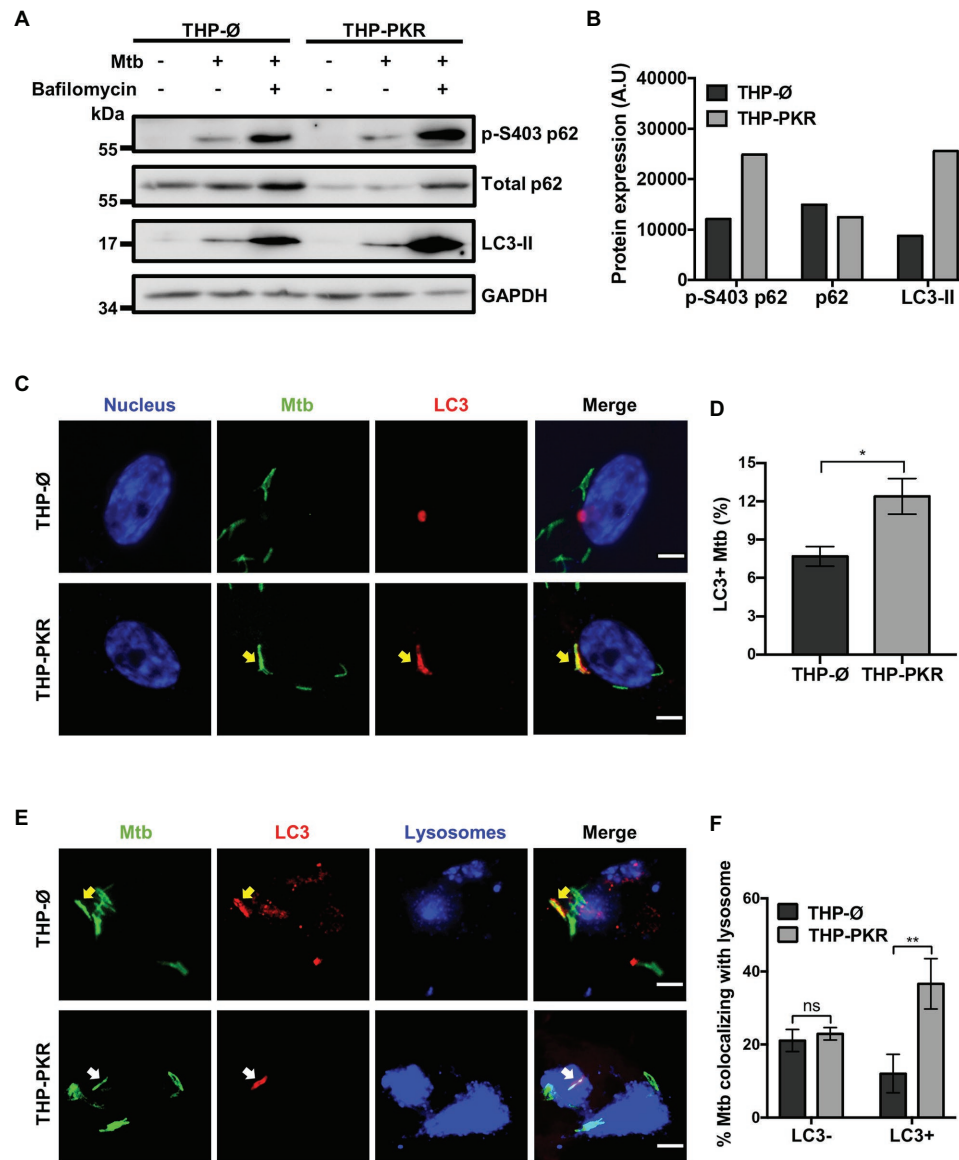 A
THP-Ø THP-PKR
Mtb - + + - + +
Bafilomycin - - + - - +
kDa
55 p-S403 p62
55 Total p62
17 LC3-II
34 GAPDH
B
THP-Ø
THP-PKR
Protein expression (A.U)
40000
30000
20000
10000
0
p-S403 p62 p62 LC3-II
C
Nucleus Mtb LC3 Merge
THP-Ø
THP-PKR
D
*
LC3+ Mtb (%)
15
12
9
6
3
0
THP-Ø THP-PKR
E
Mtb LC3 Lysosomes Merge
THP-Ø
THP-PKR
F
THP-Ø
THP-PKR
% Mtb colocalizing with lysosome
60
40
20
0
ns
**
LC3- LC3+